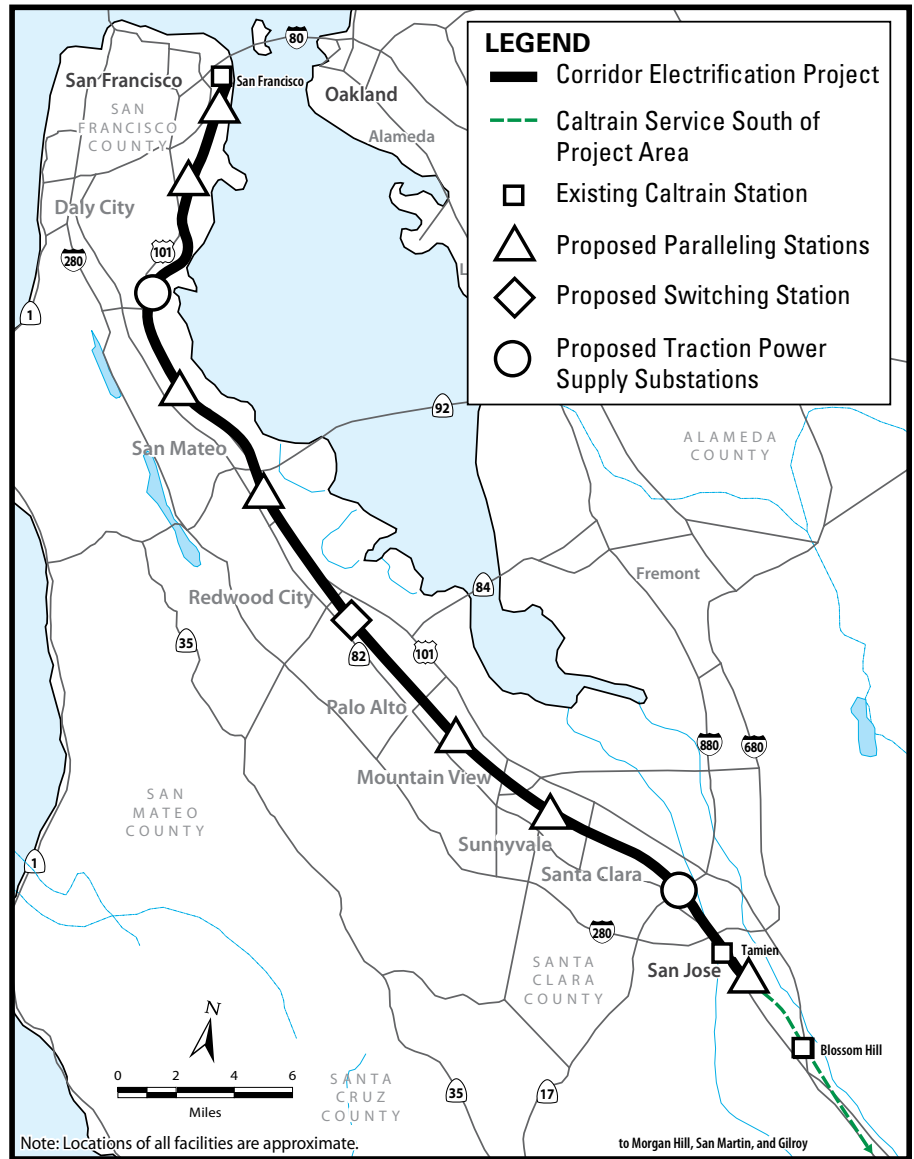 LEGEND
Corridor Electrification Project
Caltrain Service South of
Project Area
Existing Caltrain Station
Proposed Paralleling Stations
Proposed Switching Station
Proposed Traction Power
Supply Substations
80
San Francisco
San Francisco
Oakland
SAN
FRANCISCO
COUNTY
Alameda
Daly City
101
280
1
92
ALAMEDA
COUNTY
San Mateo
Fremont
84
Redwood City
35
82
101
Palo Alto
880
680
Mountain View
SAN
MATEO
COUNTY
Sunnyvale
1
Santa Clara
280
Tamien
San Jose
SANTA
CLARA
COUNTY
N
Blossom Hill
0 2 4 6
Miles
SANTA
CRUZ
COUNTY
35
17
Note: Locations of all facilities are approximate.
to Morgan Hill, San Martin, and Gilroy